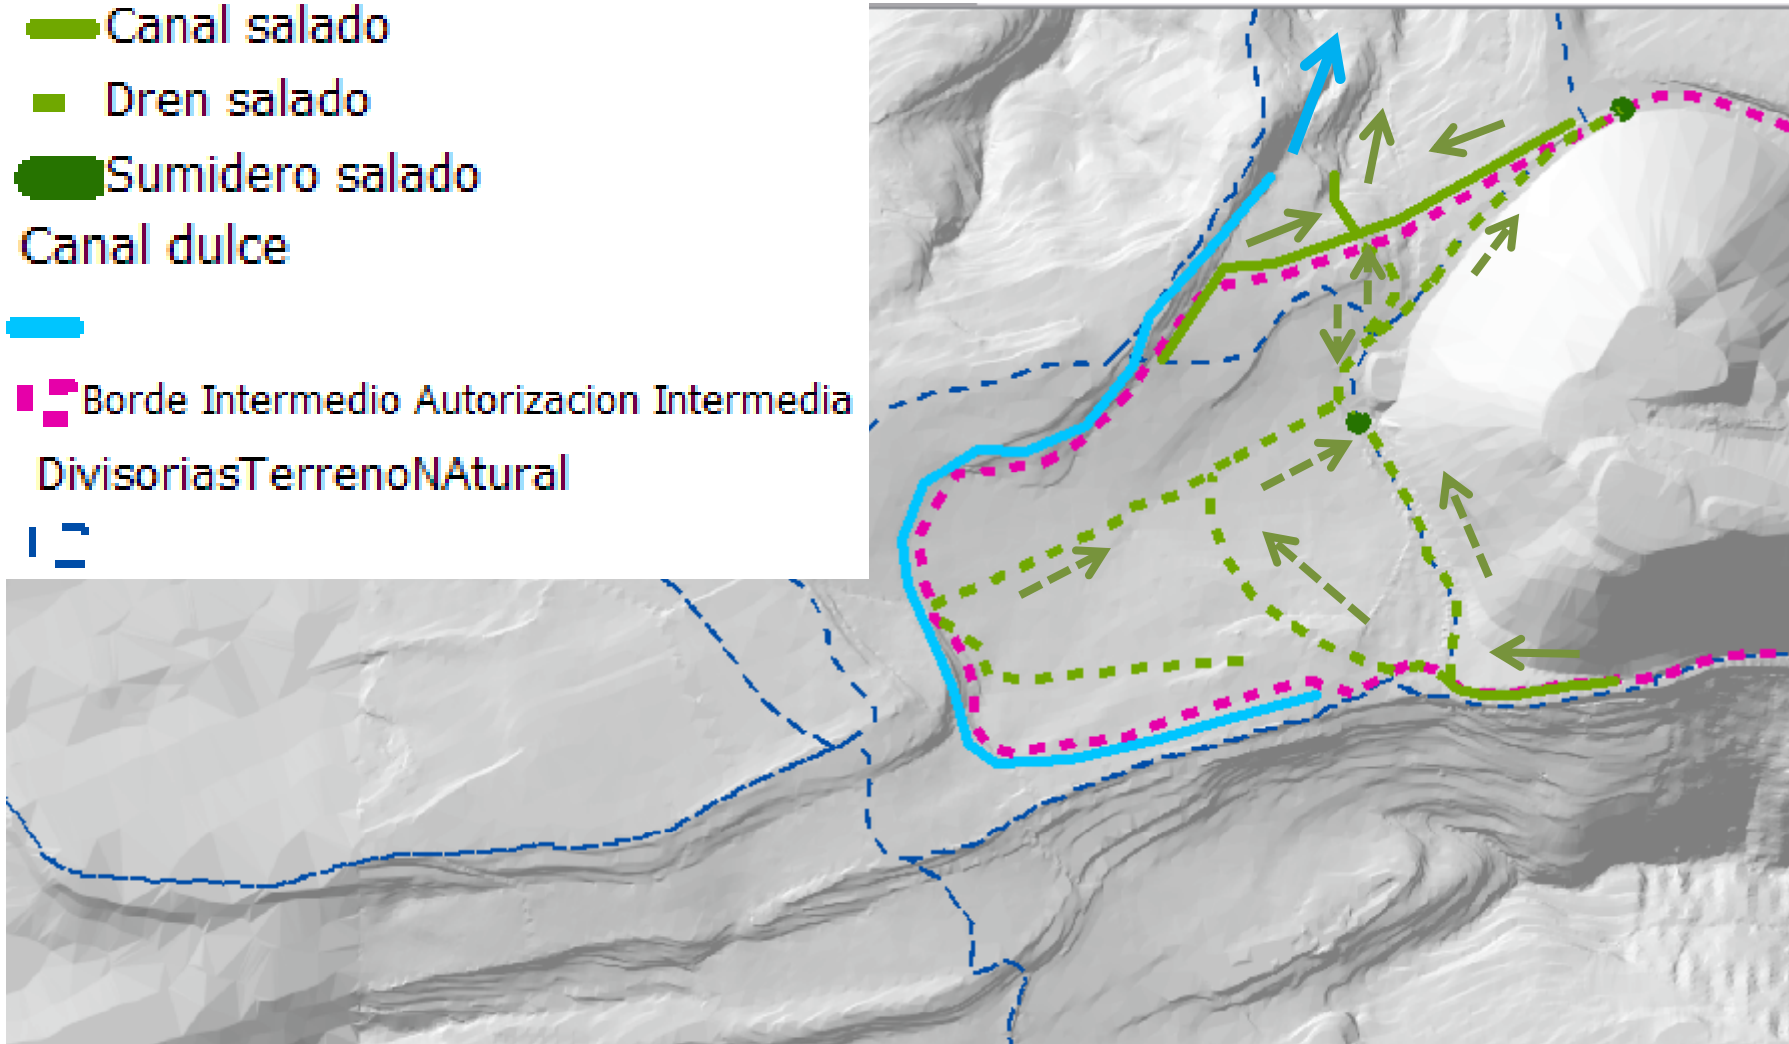 Canal salado
Dren salado
Sumidero salado
Canal dulce
Borde Intermedio Autorizacion Intermedia
DivisoriasTerrenoNAtural